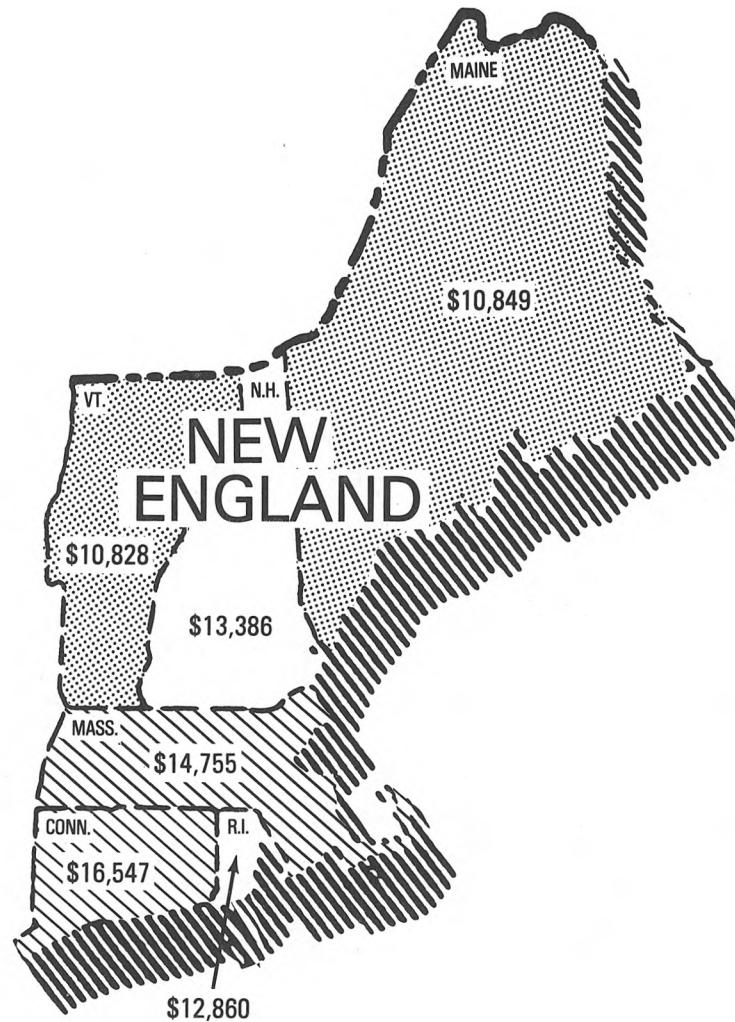 MAINE
$10,849
N.H.
VT.
NEW
ENGLAND
$10,828
$13,386
MASS.
$14,755
CONN.
R.I.
$16,547
$12,860